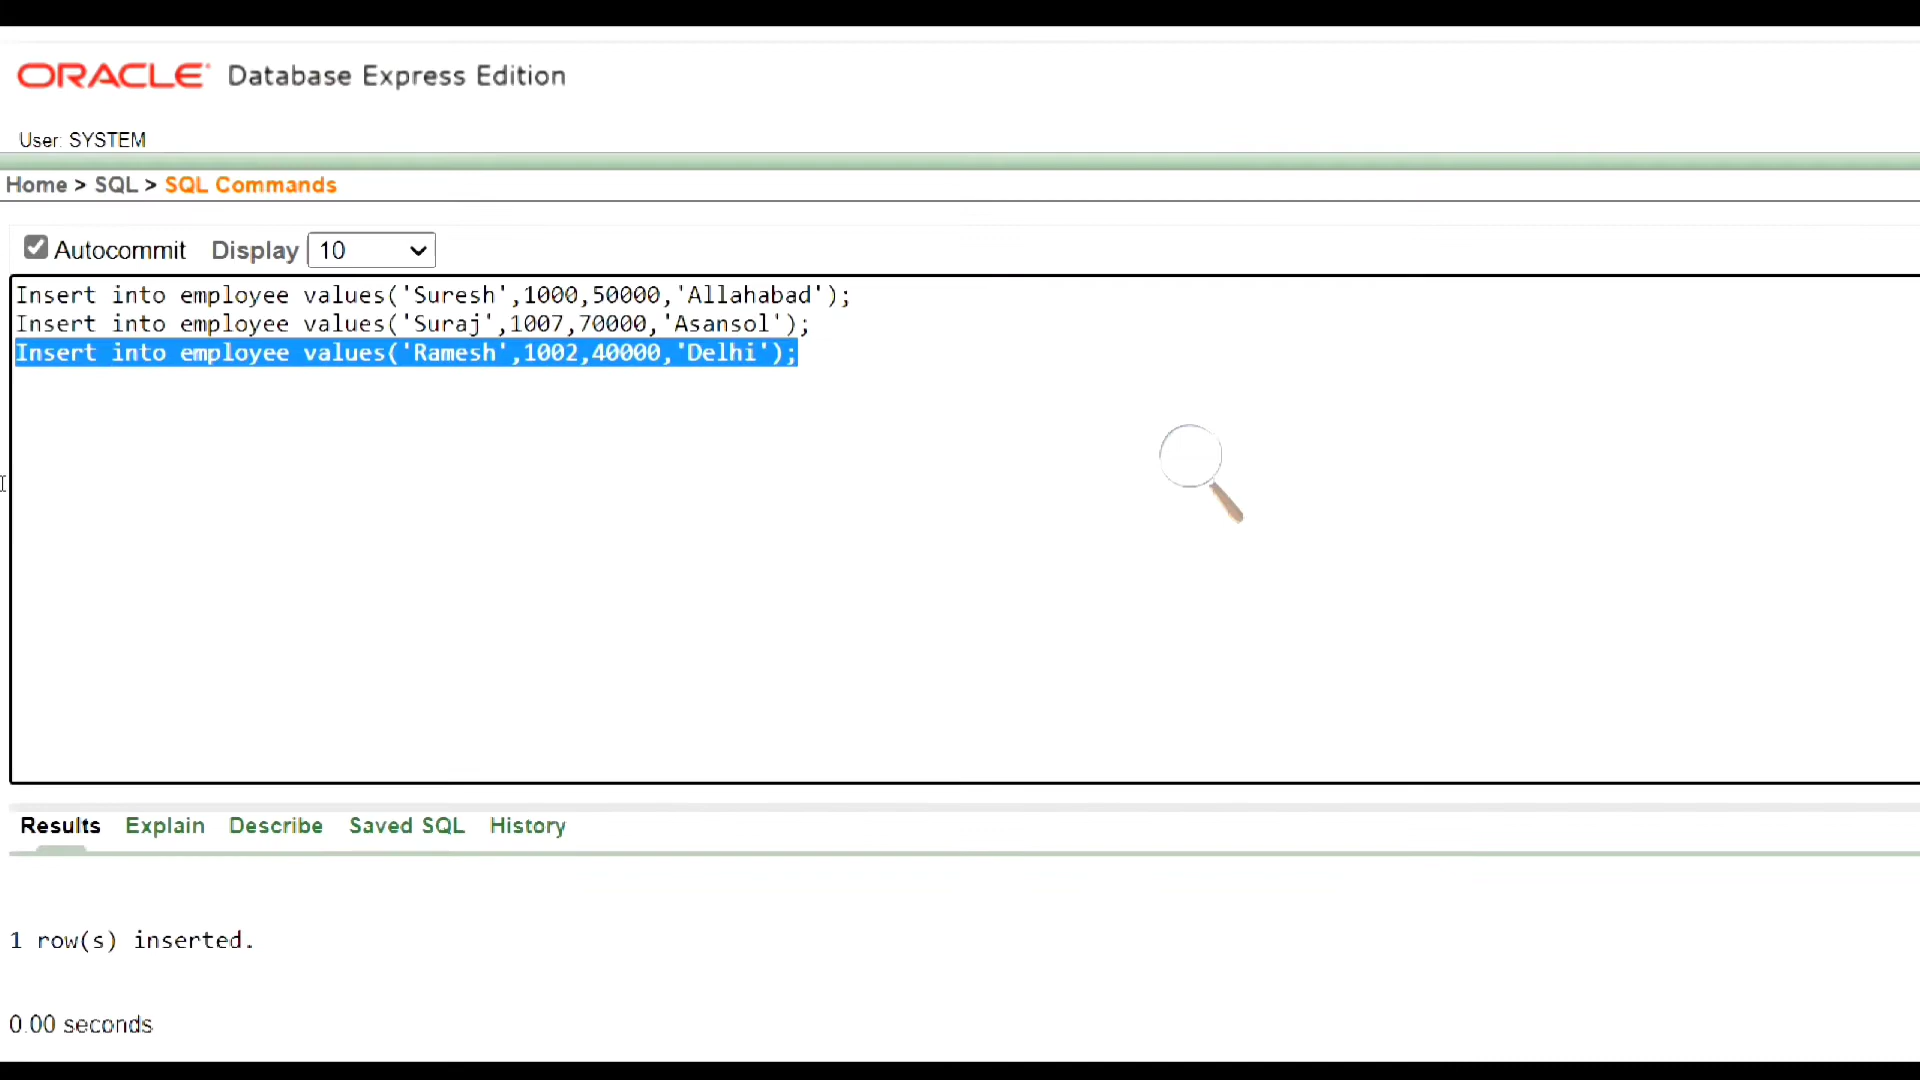 ORACLE Database Express Edition
User: SYSTEM
Home > SQL > SQL Commands
Autocommit Display 10
Insert into employee values('Suresh',1000,50000,'Allahabad');
Insert into employee values('Suraj',1007,70000,'Asansol');
Insert into employee values('Ramesh',1002,40000,'Delhi');
Results Explain Describe Saved SQL History
1 row(s) inserted.
0.00 seconds